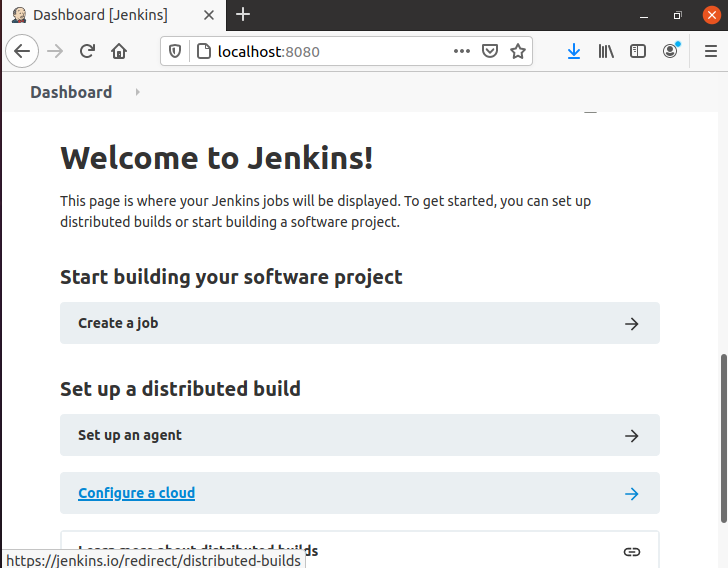 Dashboard [Jenkins]
localhost:8080
Dashboard
Welcome to Jenkins!
This page is where your Jenkins jobs will be displayed. To get started, you can set up
distributed builds or start building a software project.
Start building your software project
Create a job
Set up a distributed build
Set up an agent
Configure a cloud
Learn more about distributed builds
https://jenkins.io/redirect/distributed-builds